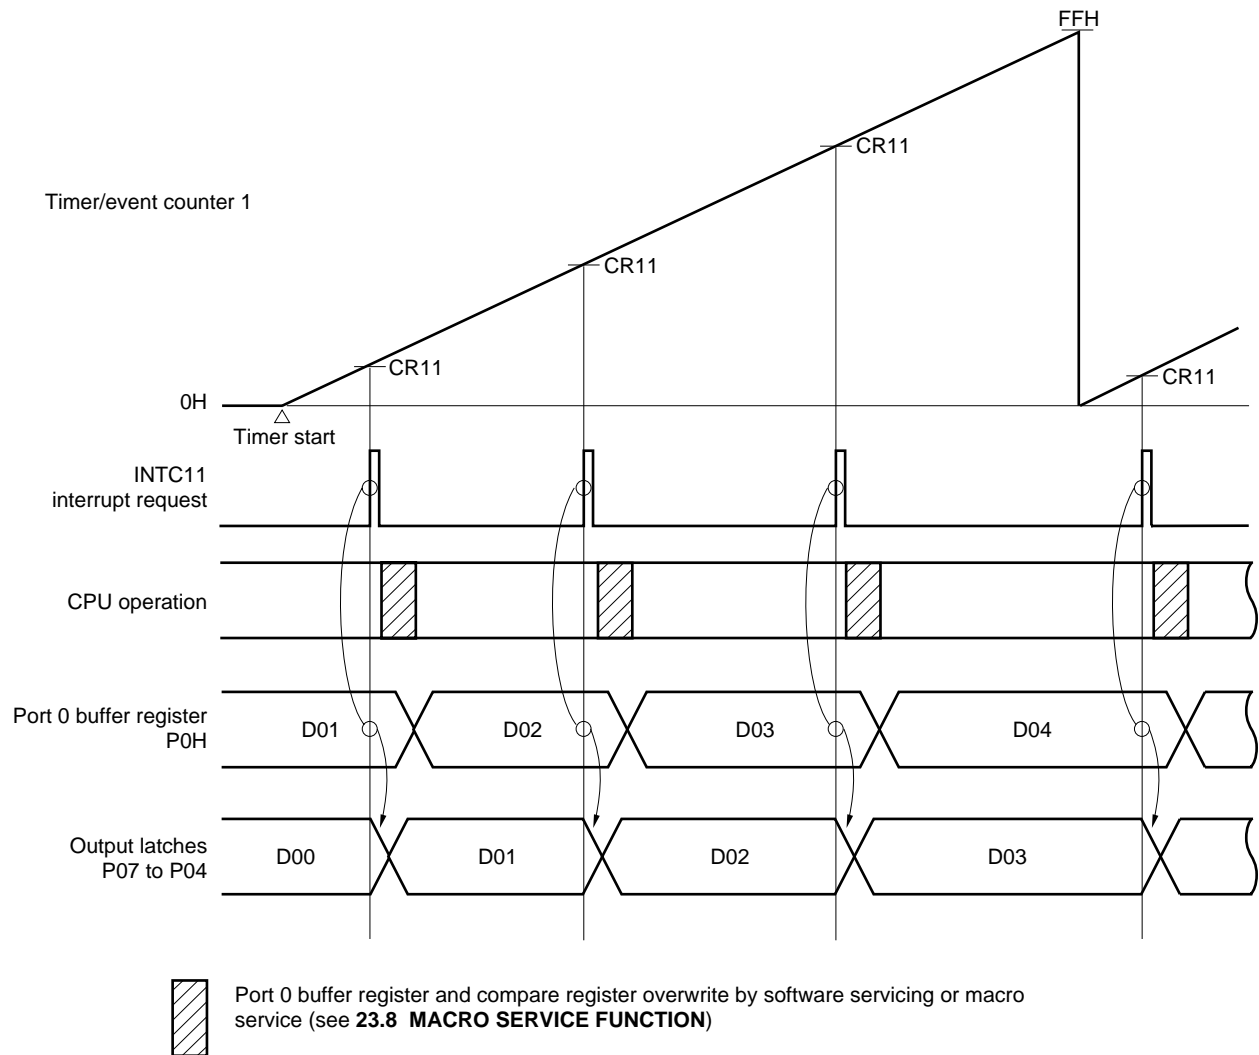 FFH
CR11
Timer/event counter 1
CR11
CR11
0H
Timer start
CR11
INTC11
interrupt request
CPU operation
Port 0 buffer register
P0H
D01
D02
D03
D04
Output latches
P07 to P04
D00
D01
D02
D03
Port 0 buffer register and compare register overwrite by software servicing or macro
service (see 23.8 MACRO SERVICE FUNCTION)